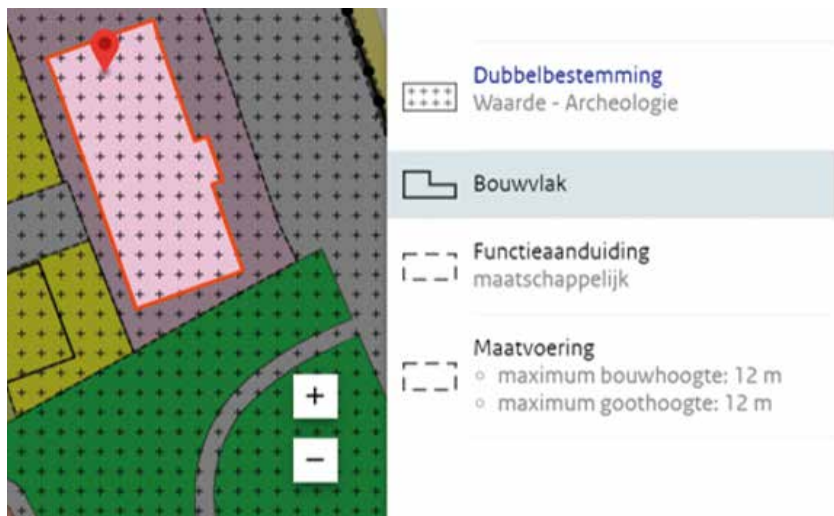 Dubbelbestemming
Waarde - Archeologie
Bouwvlak
Functieaanduiding
maatschappelijk
Maatvoering
maximum bouwhoogte: 12 m
maximum goothoogte: 12 m
+
−